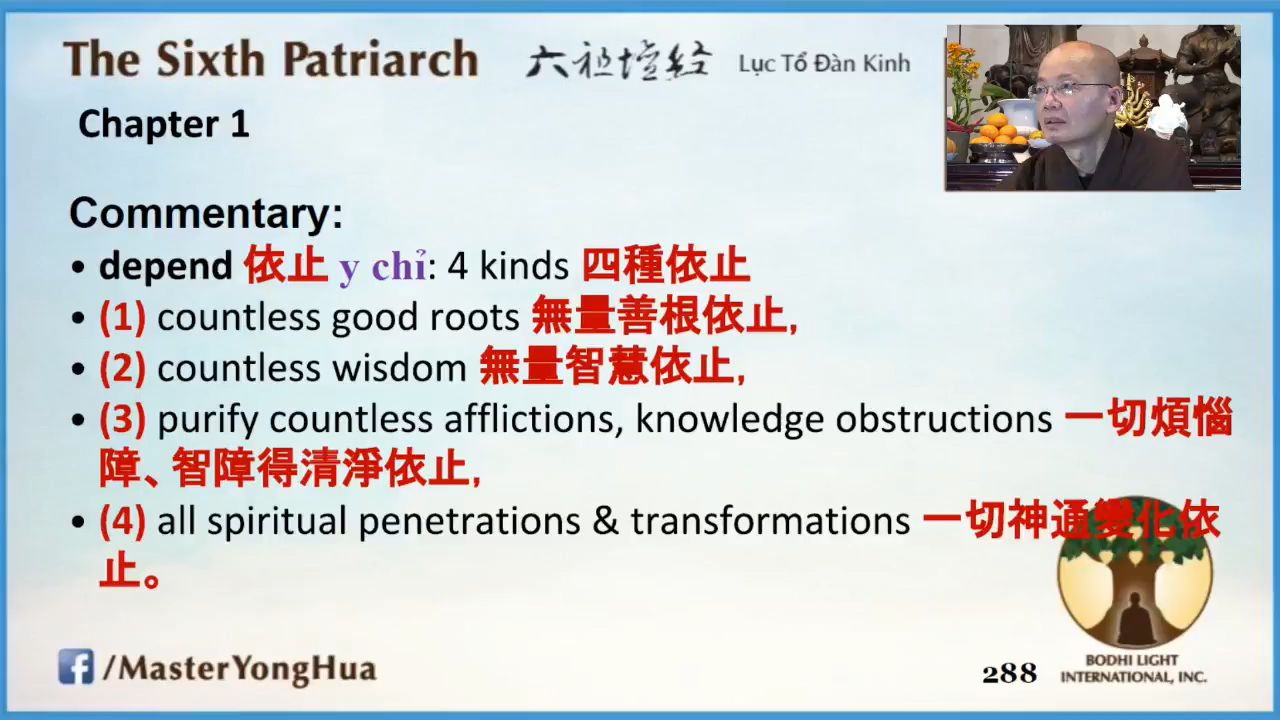 The Sixth Patriarch 六祖壇经 Lục Tổ Đàn Kinh
Chapter 1
Commentary:
• depend 依止 y chỉ: 4 kinds 四種依止
• (1) countless good roots 無量善根依止,
• (2) countless wisdom 無量智慧依止,
• (3) purify countless afflictions, knowledge obstructions 一切煩惱
障、智障得清淨依止,
• (4) all spiritual penetrations & transformations 一切神通變化依
止。
/MasterYongHua
288
BODHI LIGHT
INTERNATIONAL, INC.